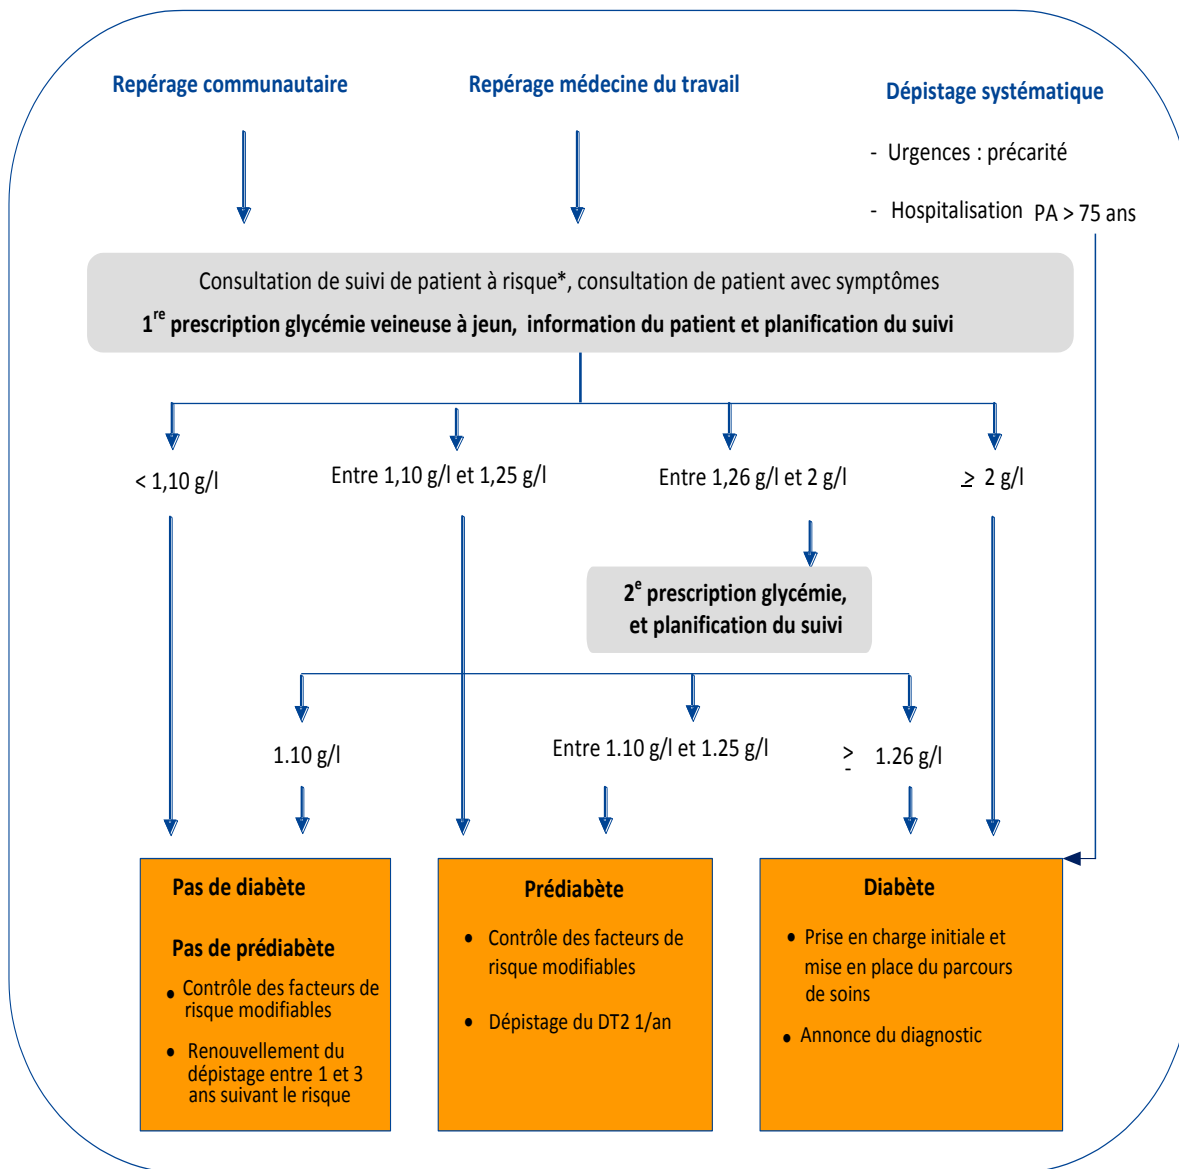 Repérage communautaire
Repérage médecine du travail
Dépistage systématique
- Urgences : précarité
- Hospitalisation PA > 75 ans
Consultation de suivi de patient à risque*, consultation de patient avec symptômes
1re prescription glycémie veineuse à jeun, information du patient et planification du suivi
< 1,10 g/l
Entre 1,10 g/l et 1,25 g/l
Entre 1,26 g/l et 2 g/l
≥ 2 g/l
2e prescription glycémie,
et planification du suivi
1.10 g/l
Entre 1.10 g/l et 1.25 g/l
≥ 1.26 g/l
Pas de diabète
Pas de prédiabète
• Contrôle des facteurs de
risque modifiables
• Renouvellement du
dépistage entre 1 et 3
ans suivant le risque
Prédiabète
• Contrôle des facteurs de
risque modifiables
• Dépistage du DT2 1/an
Diabète
• Prise en charge initiale et
mise en place du parcours
de soins
• Annonce du diagnostic